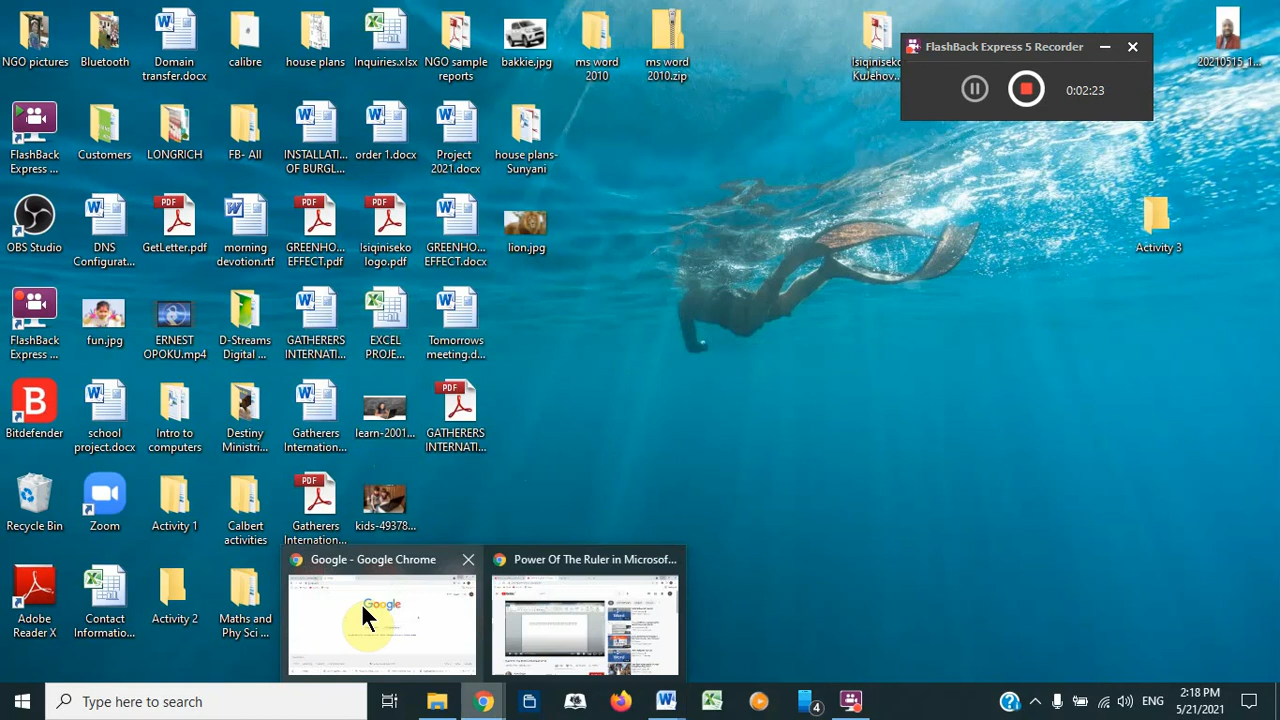 NGO pictures
Bluetooth
Domain
transfer.docx
calibre
house plans
Inquiries.xlsx
NGO sample
reports
bakkie.jpg
ms word
2010
ms word
2010.zip
Isiqiniseko
KuJehov...
20210515_1...
Flashback Express 5 Recorder
0:02:23
FlashBack
Express ...
Customers
LONGRICH
FB- All
INSTALLATI...
OF BURGL...
order 1.docx
Project
2021.docx
house plans-
Sunyani
OBS Studio
DNS
Configurat...
GetLetter.pdf
morning
devotion.rtf
GREENHO...
EFFECT.pdf
Isiqiniseko
logo.pdf
GREENHO...
EFFECT.docx
lion.jpg
Activity 3
FlashBack
Express ...
fun.jpg
ERNEST
OPOKU.mp4
D-Streams
Digital ...
GATHERERS
INTERNATI...
EXCEL
PROJE...
Tomorrows
meeting.d...
Bitdefender
school
project.docx
Intro to
computers
Destiny
Ministri...
Gatherers
Internation...
learn-2001...
PDF
GATHERERS
INTERNATI...
Recycle Bin
Zoom
Activity 1
Calbert
activities
PDF
Gatherers
Internation...
kids-49378...
Adobe
Reader X
Contact
Informatio...
Activity 2
Maths and
Phy Sci ...
Google - Google Chrome
Power Of The Ruler in Microsof...
Google
Type here to search
4
ENG
2:18 PM
5/21/2021